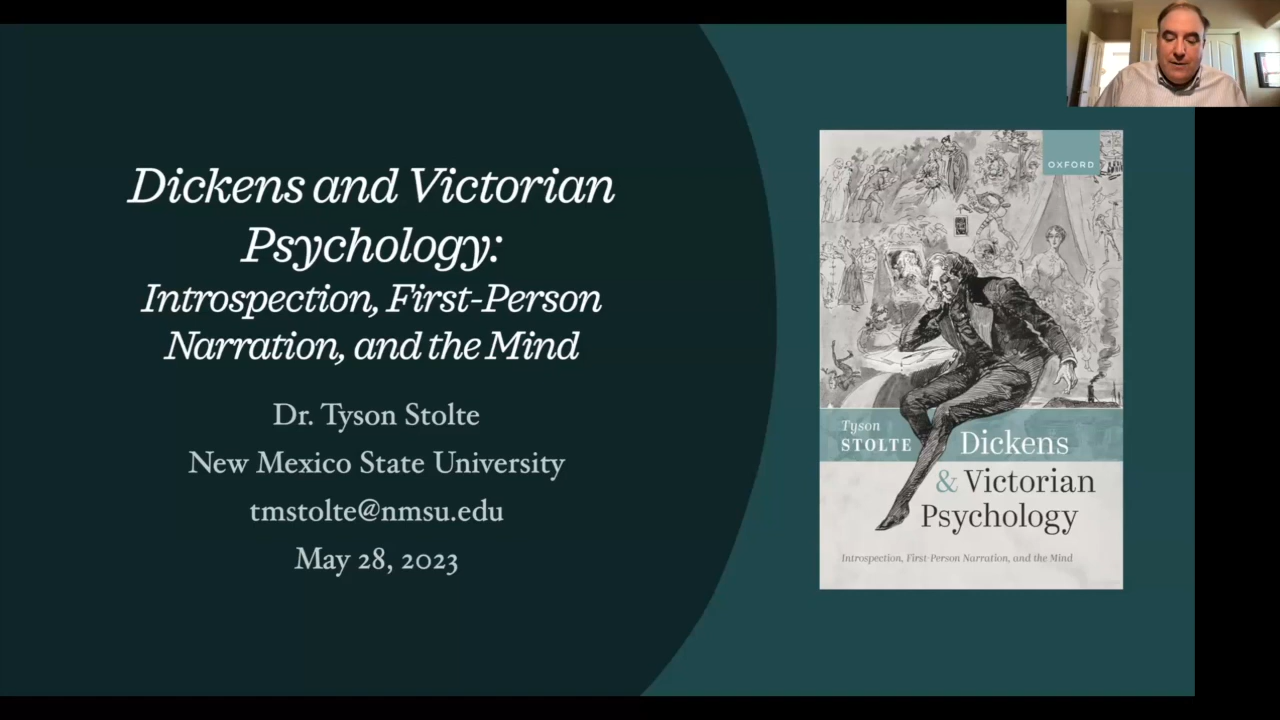 Dickens and Victorian
Psychology:
Introspection, First-Person
Narration, and the Mind
Dr. Tyson Stolte
New Mexico State University
tmstolte@nmsu.edu
May 28, 2023
OXFORD
Tyson
STOLTE
Dickens
& Victorian
Psychology
Introspection, First-Person Narration, and the Mind